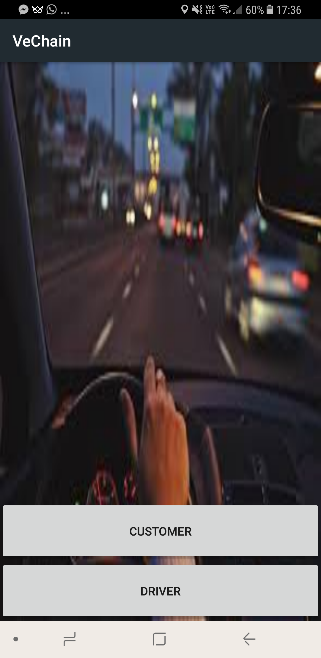 ... 60% 17:36
VeChain
CUSTOMER
DRIVER